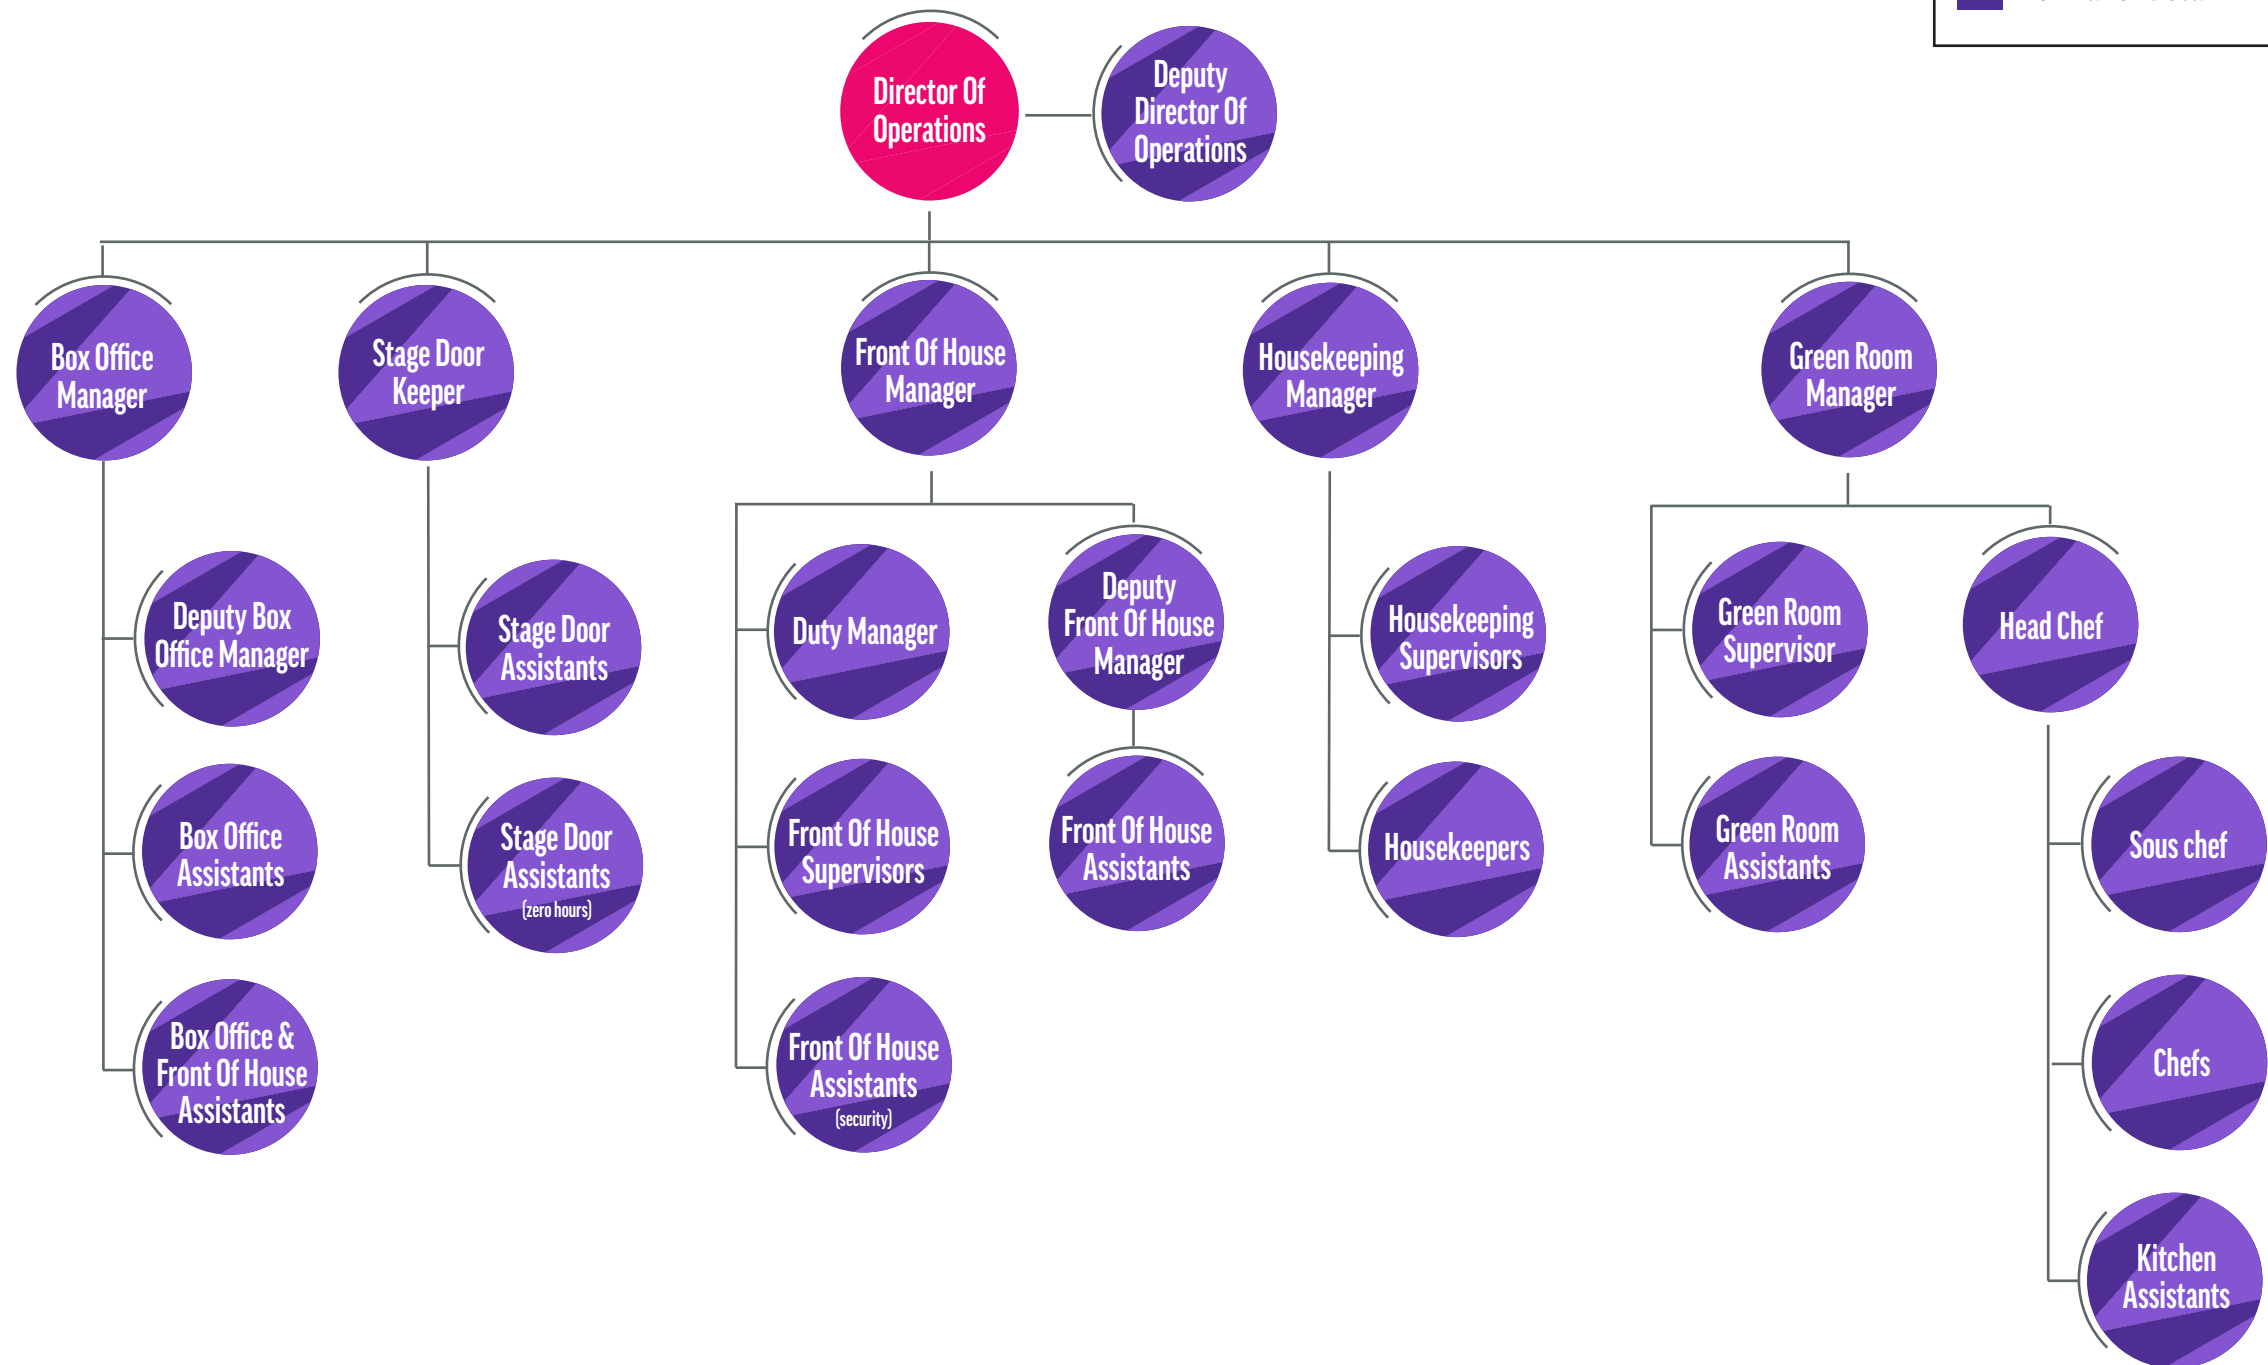 Director Of
Operations
Deputy
Director Of
Operations
Box Office
Manager
Stage Door
Keeper
Front Of House
Manager
Housekeeping
Manager
Green Room
Manager
Deputy Box
Office Manager
Stage Door
Assistants
Duty Manager
Deputy
Front Of House
Manager
Housekeeping
Supervisors
Green Room
Supervisor
Head Chef
Box Office
Assistants
Stage Door
Assistants
(zero hours)
Front Of House
Supervisors
Front Of House
Assistants
Housekeepers
Green Room
Assistants
Sous chef
Box Office &
Front Of House
Assistants
Front Of House
Assistants
(security)
Chefs
Kitchen
Assistants